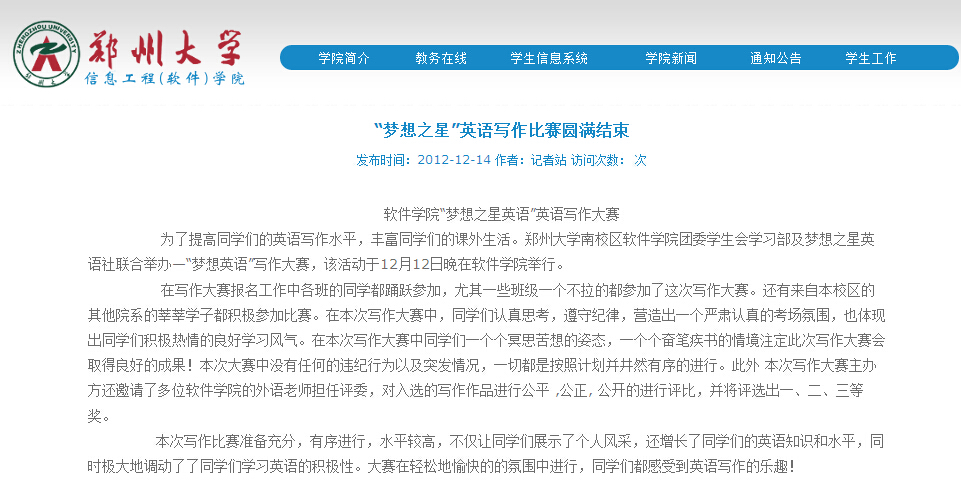 ZHENGZHOU UNIVERSITY
郑州大学
郑州大学
信息工程(软件)学院
学院简介 教务在线 学生信息系统 学院新闻 通知公告 学生工作
“梦想之星”英语写作比赛圆满结束
发布时间：2012-12-14 作者：记者站 访问次数： 次
软件学院“梦想之星英语”英语写作大赛
为了提高同学们的英语写作水平，丰富同学们的课外生活。郑州大学南校区软件学院团委学生会学习部及梦想之星英
语社联合举办一“梦想英语”写作大赛，该活动于12月12日晚在软件学院举行。
在写作大赛报名工作中各班的同学都踊跃参加，尤其一些班级一个不拉的都参加了这次写作大赛。还有来自本校区的
其他院系的莘莘学子都积极参加比赛。在本次写作大赛中，同学们认真思考，遵守纪律，营造出一个严肃认真的考场氛围，也体现
出同学们积极热情的良好学习风气。在本次写作大赛中同学们一个个冥思苦想的姿态，一个个奋笔疾书的情境注定此次写作大赛会
取得良好的成果！本次大赛中没有任何的违纪行为以及突发情况，一切都是按照计划并井然有序的进行。此外 本次写作大赛主办
方还邀请了多位软件学院的外语老师担任评委，对入选的写作作品进行公平 ,公正, 公开的进行评比，并将评选出一、二、三等
奖。
本次写作比赛准备充分，有序进行，水平较高，不仅让同学们展示了个人风采，还增长了同学们的英语知识和水平，同
时极大地调动了了同学们学习英语的积极性。大赛在轻松地愉快的的氛围中进行，同学们都感受到英语写作的乐趣！